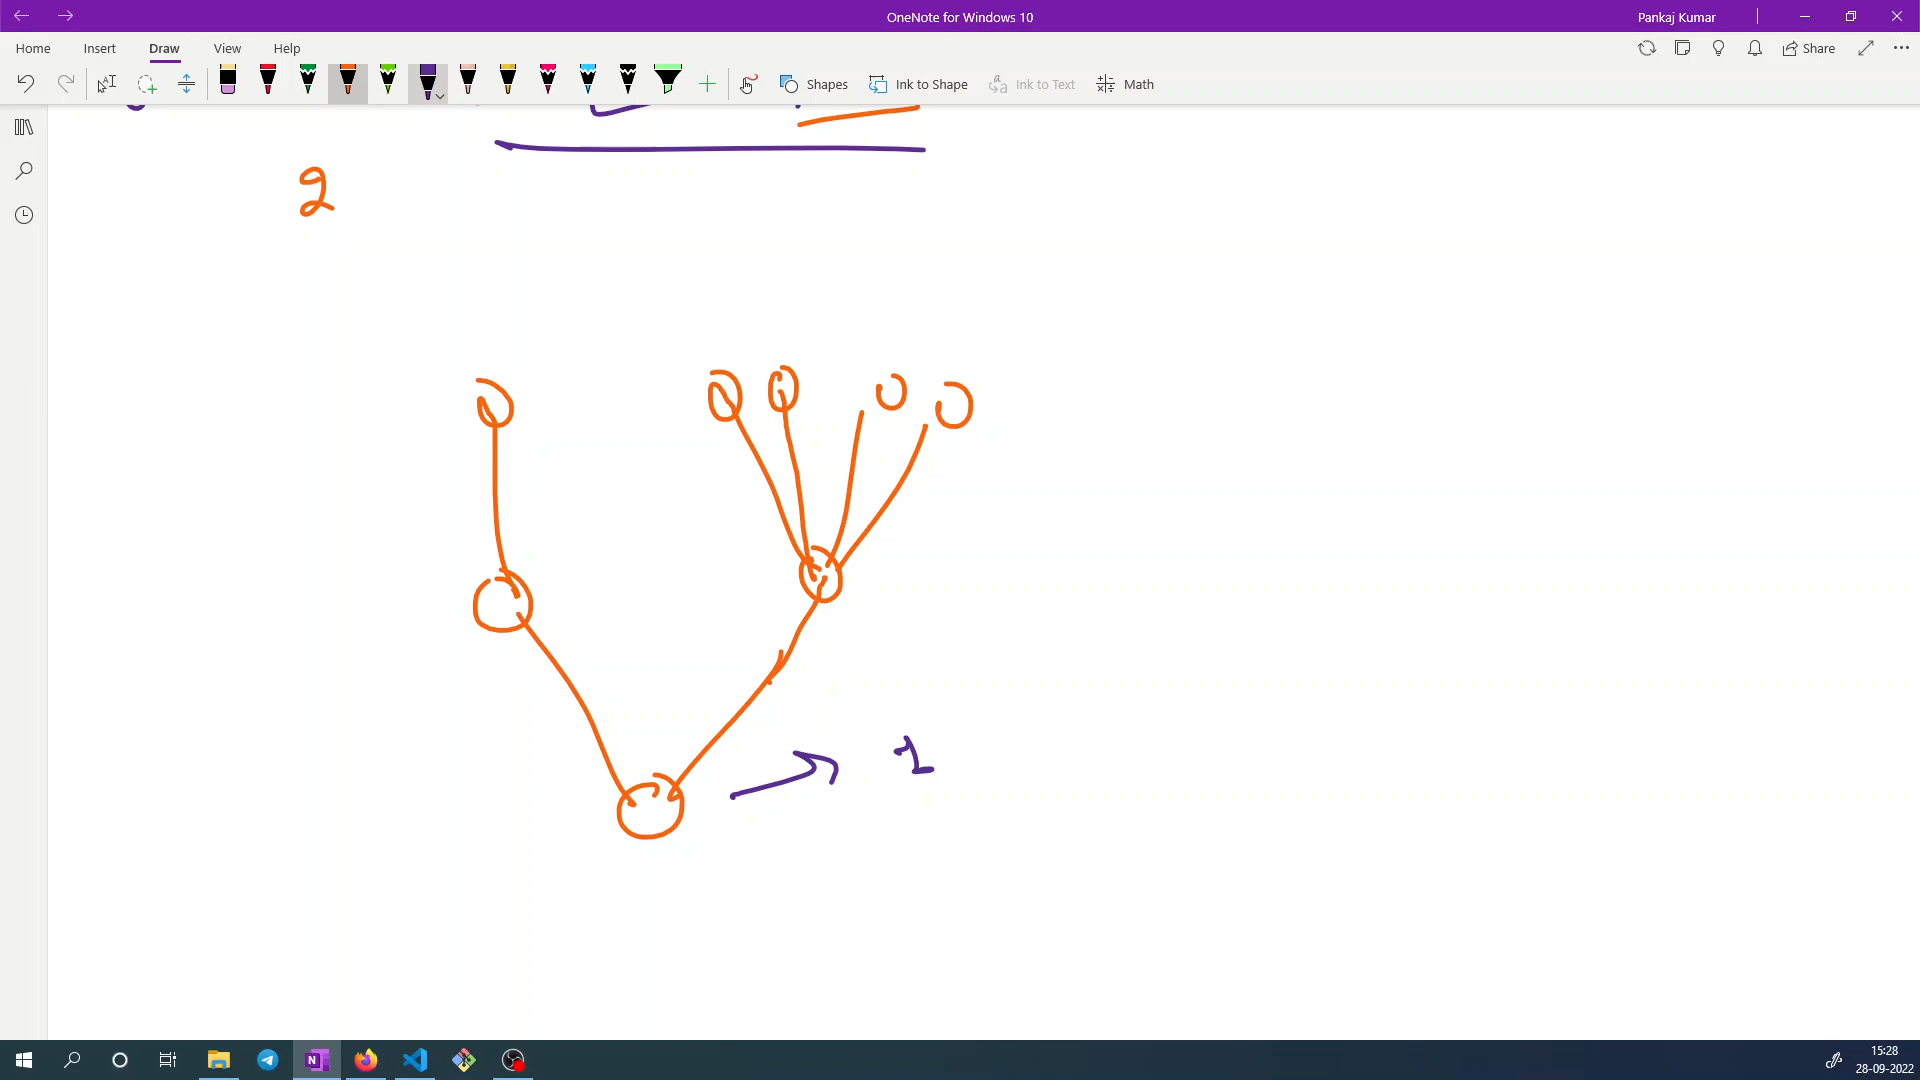 OneNote for Windows 10
Pankaj Kumar
Home Insert Draw View Help
Share
Shapes Ink to Shape Ink to Text Math
2
1
15:28
28-09-2022